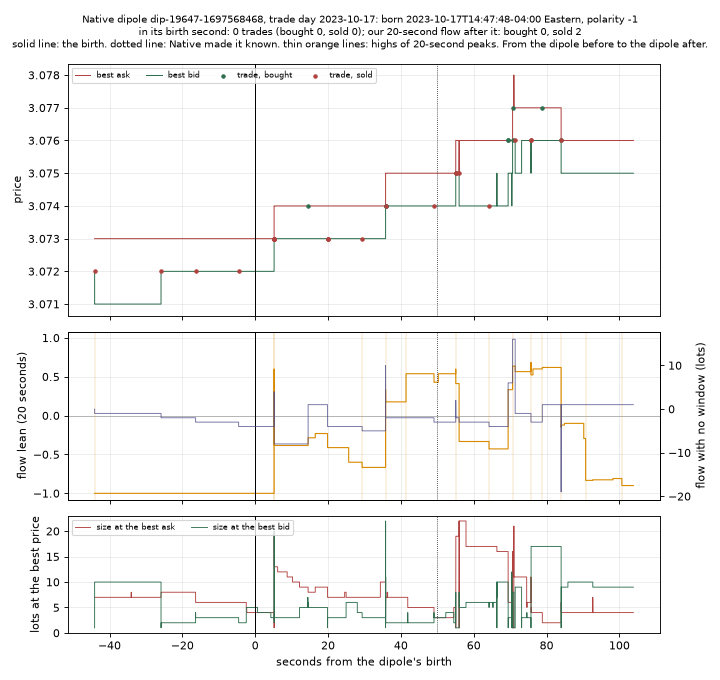 Native dipole dip-19647-1697568468, trade day 2023-10-17: born 2023-10-17T14:47:48-04:00 Eastern, polarity -1
in its birth second: 0 trades (bought 0, sold 0); our 20-second flow after it: bought 0, sold 2
solid line: the birth. dotted line: Native made it known. thin orange lines: highs of 20-second peaks. From the dipole before to the dipole after.
best ask best bid trade, bought trade, sold
3.078
3.077
3.076
3.075
3.074
3.073
3.072
3.071
price
1.0
0.5
0.0
−0.5
−1.0
flow lean (20 seconds)
10
0
−10
−20
flow with no window (lots)
size at the best ask size at the best bid
20
15
10
5
0
lots at the best price
−40 −20 0 20 40 60 80 100
seconds from the dipole's birth